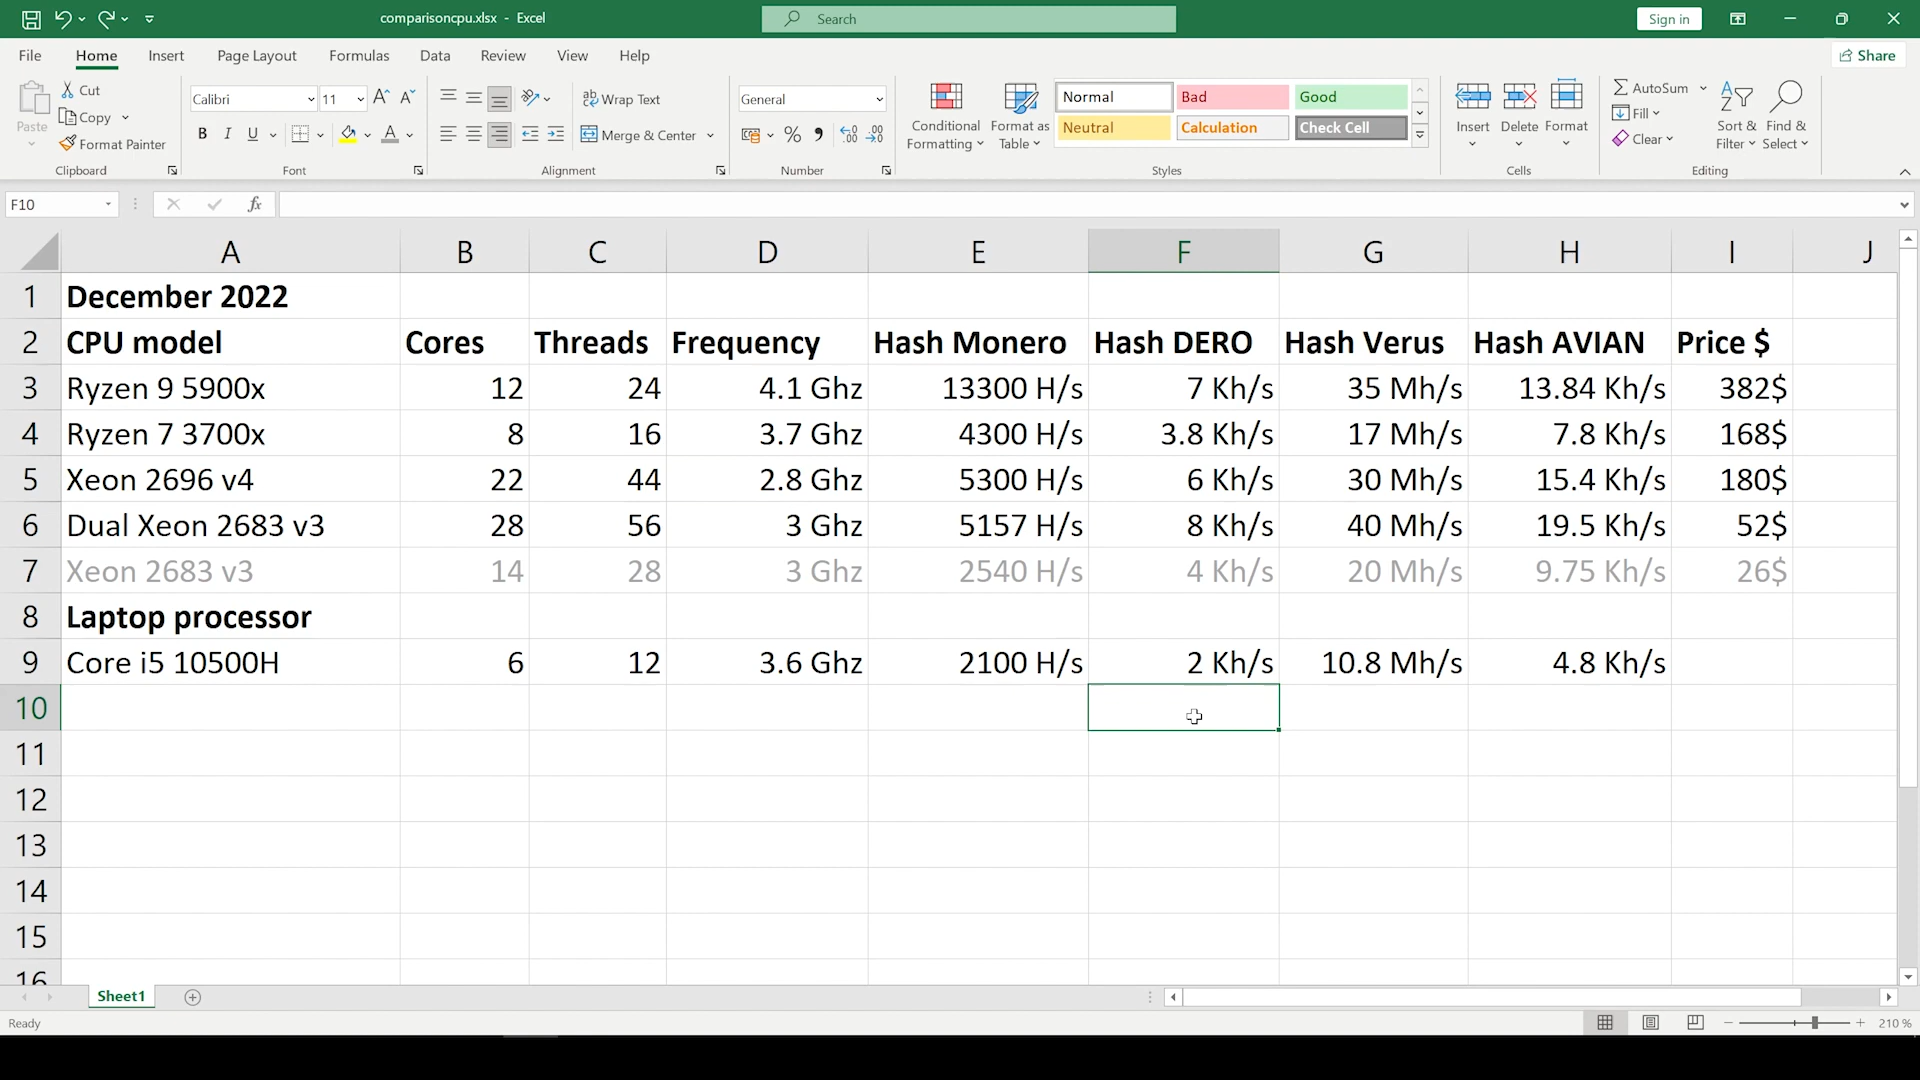 comparisoncpu.xlsx - Excel
Search
Sign in
File Home Insert Page Layout Formulas Data Review View Help
Share
Paste
Cut
Copy
Format Painter
Clipboard
Calibri 11
B I U
Font
Wrap Text
Merge & Center
Alignment
General
Number
Conditional Formatting
Format as Table
Normal Bad Good
Neutral Calculation Check Cell
Styles
Insert Delete Format
Cells
AutoSum
Fill
Clear
Sort & Filter
Find & Select
Editing
F10 fx
A B C D E F G H I J
1 December 2022
2 CPU model Cores Threads Frequency Hash Monero Hash DERO Hash Verus Hash AVIAN Price $
3 Ryzen 9 5900x 12 24 4.1 Ghz 13300 H/s 7 Kh/s 35 Mh/s 13.84 Kh/s 382$
4 Ryzen 7 3700x 8 16 3.7 Ghz 4300 H/s 3.8 Kh/s 17 Mh/s 7.8 Kh/s 168$
5 Xeon 2696 v4 22 44 2.8 Ghz 5300 H/s 6 Kh/s 30 Mh/s 15.4 Kh/s 180$
6 Dual Xeon 2683 v3 28 56 3 Ghz 5157 H/s 8 Kh/s 40 Mh/s 19.5 Kh/s 52$
7 Xeon 2683 v3 14 28 3 Ghz 2540 H/s 4 Kh/s 20 Mh/s 9.75 Kh/s 26$
8 Laptop processor
9 Core i5 10500H 6 12 3.6 Ghz 2100 H/s 2 Kh/s 10.8 Mh/s 4.8 Kh/s
10
11
12
13
14
15
16
Sheet1
Ready
210 %